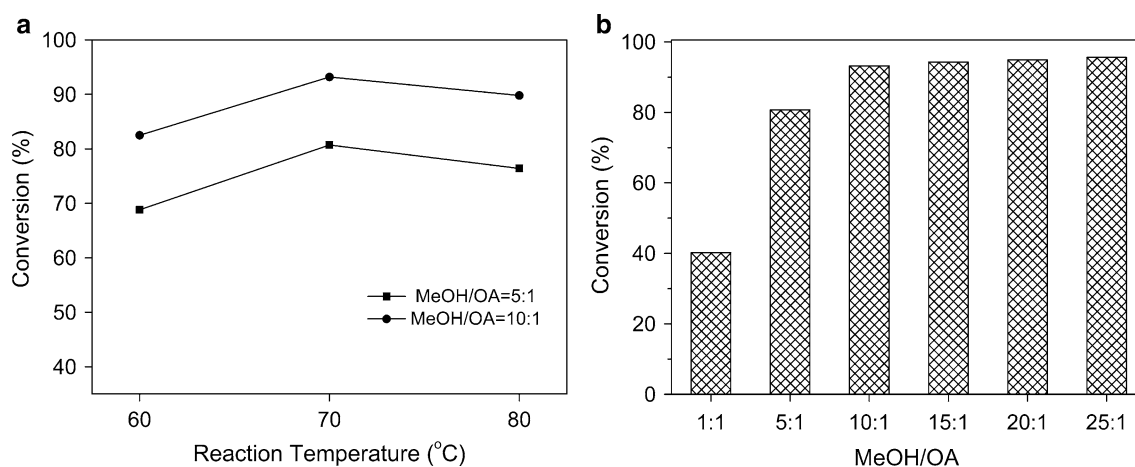 a
100
90
80
70
60
50
40
Conversion (%)
60
70
80
Reaction Temperature (°C)
MeOH/OA=5:1
MeOH/OA=10:1
b
100
80
60
40
20
0
Conversion (%)
1:1
5:1
10:1
15:1
20:1
25:1
MeOH/OA